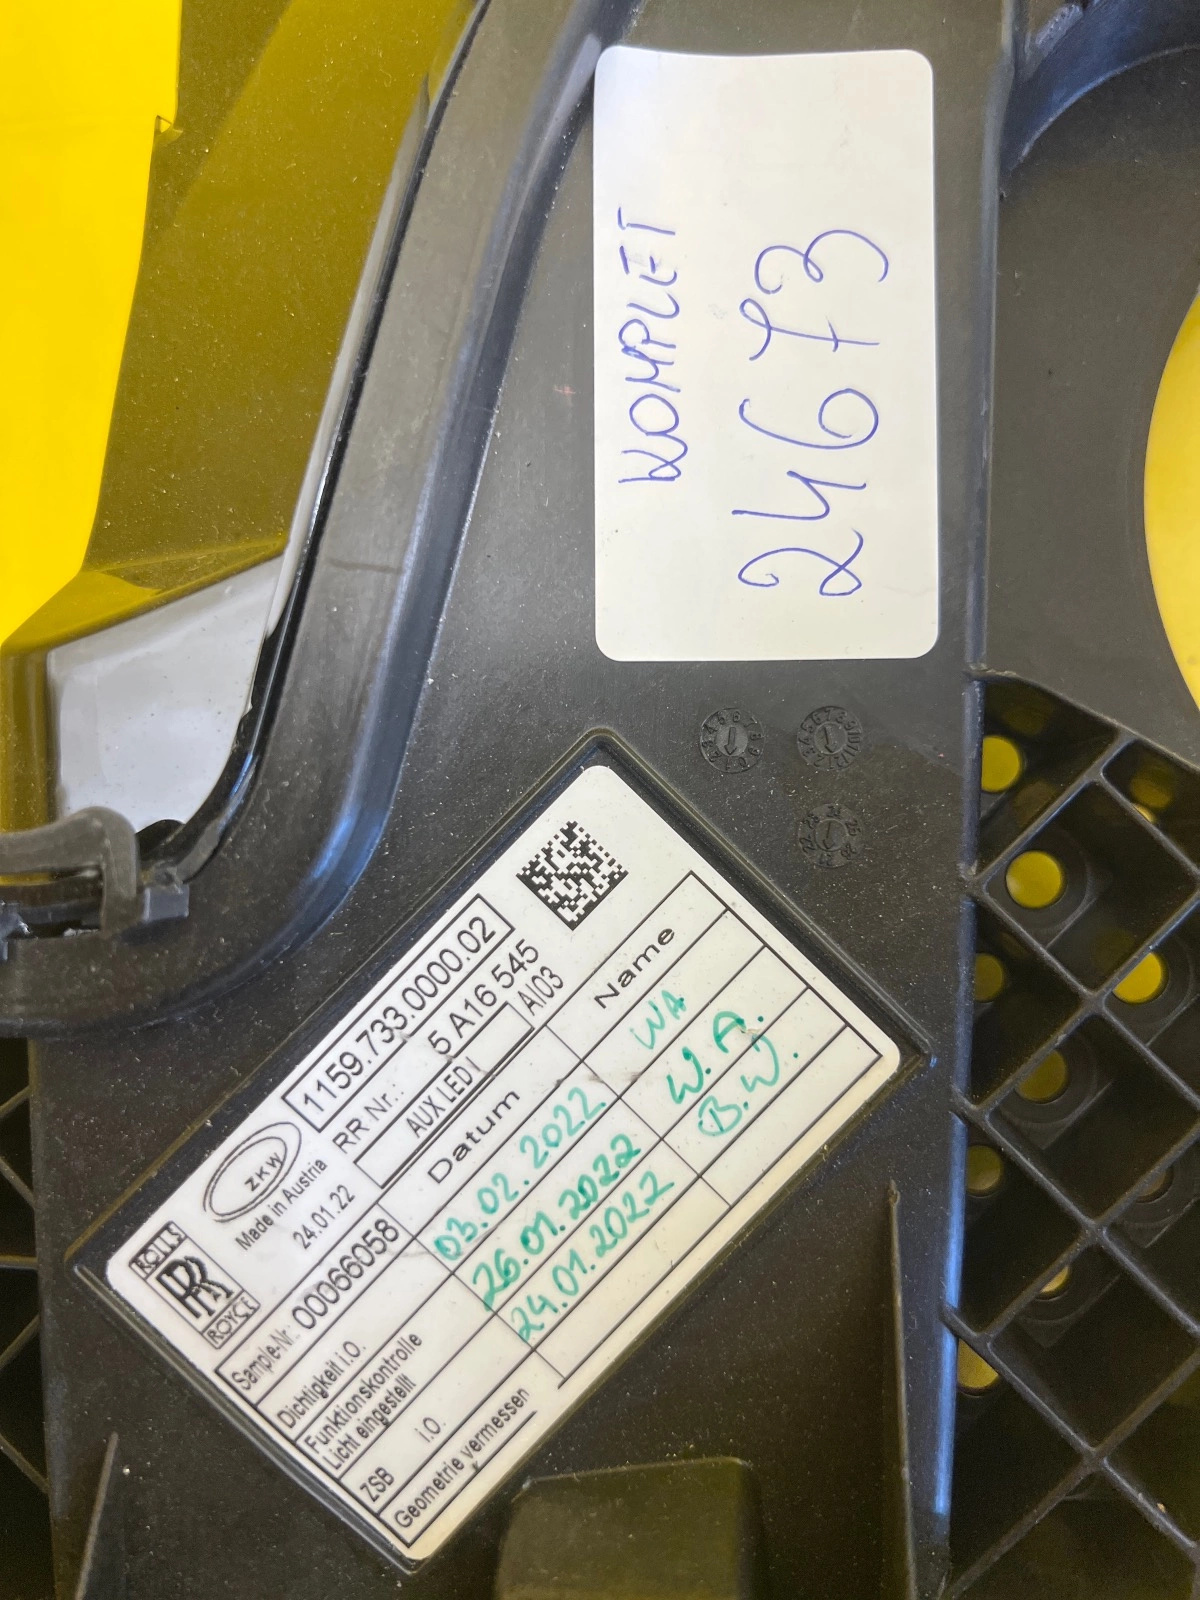 KOMPLET
24673
ROLLS
RR
ROYCE
ZKW
Made in Austria
24.01.22
1159.733.0000.02
RR Nr.: 5 A16 545
AUX LED I AI03
Sample-Nr.: 00066058
Datum Name
Dichtigkeit i.O. 03.02.2022 WA
Funktionskontrolle
Licht eingestellt 26.01.2022 W.A.
ZSB i.O. 24.01.2022 B.W.
Geometrie vermessen